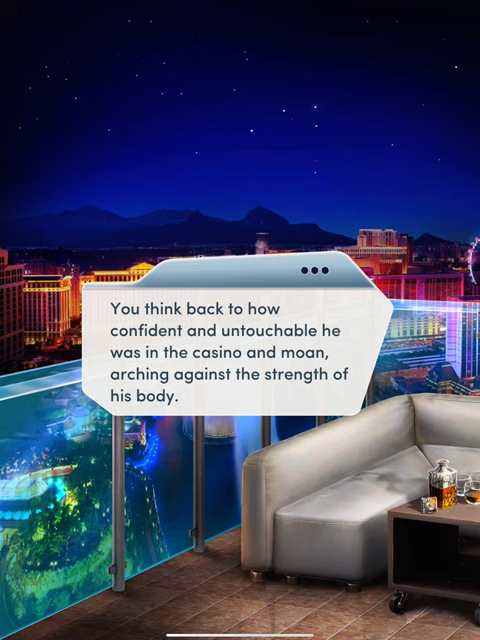 You think back to how
confident and untouchable he
was in the casino and moan,
arching against the strength of
his body.